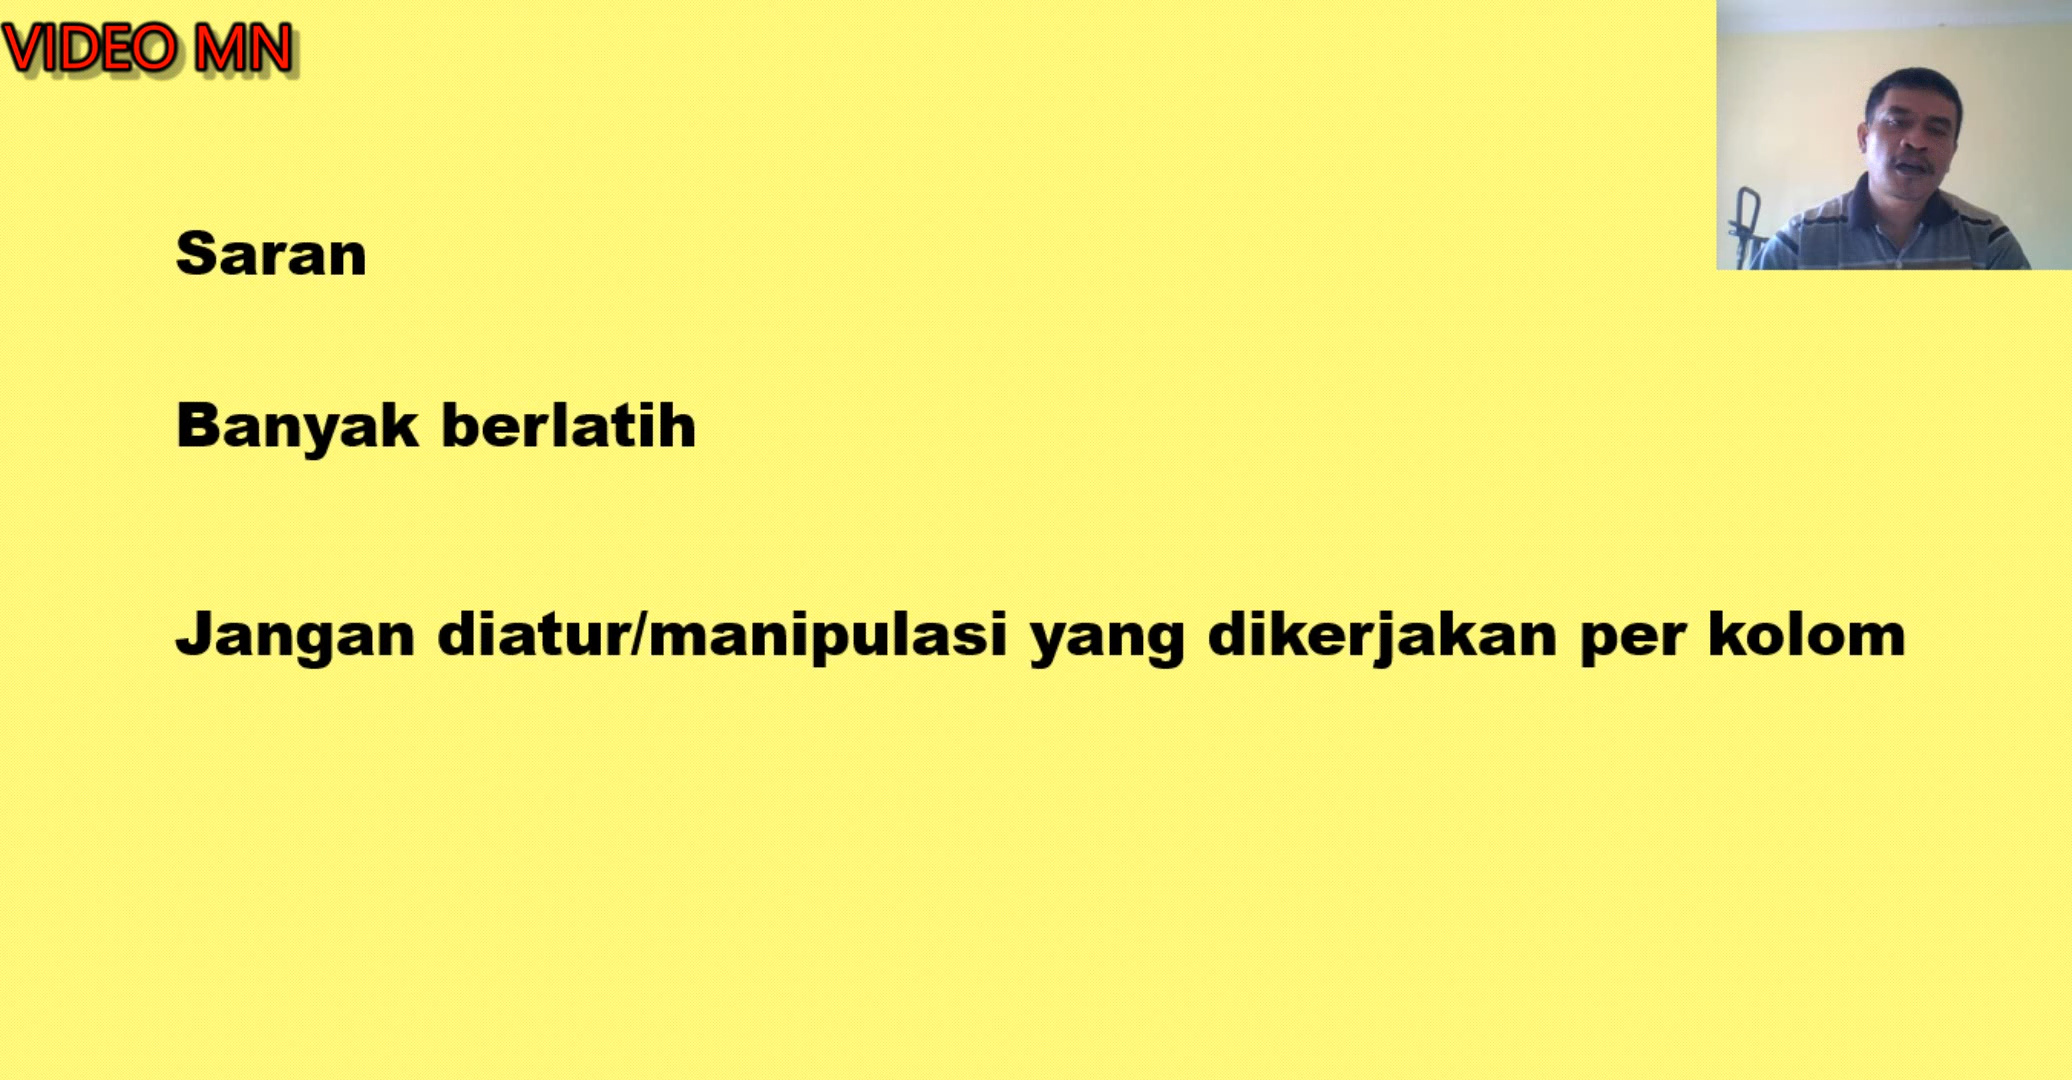 VIDEO MN
Saran
Banyak berlatih
Jangan diatur/manipulasi yang dikerjakan per kolom